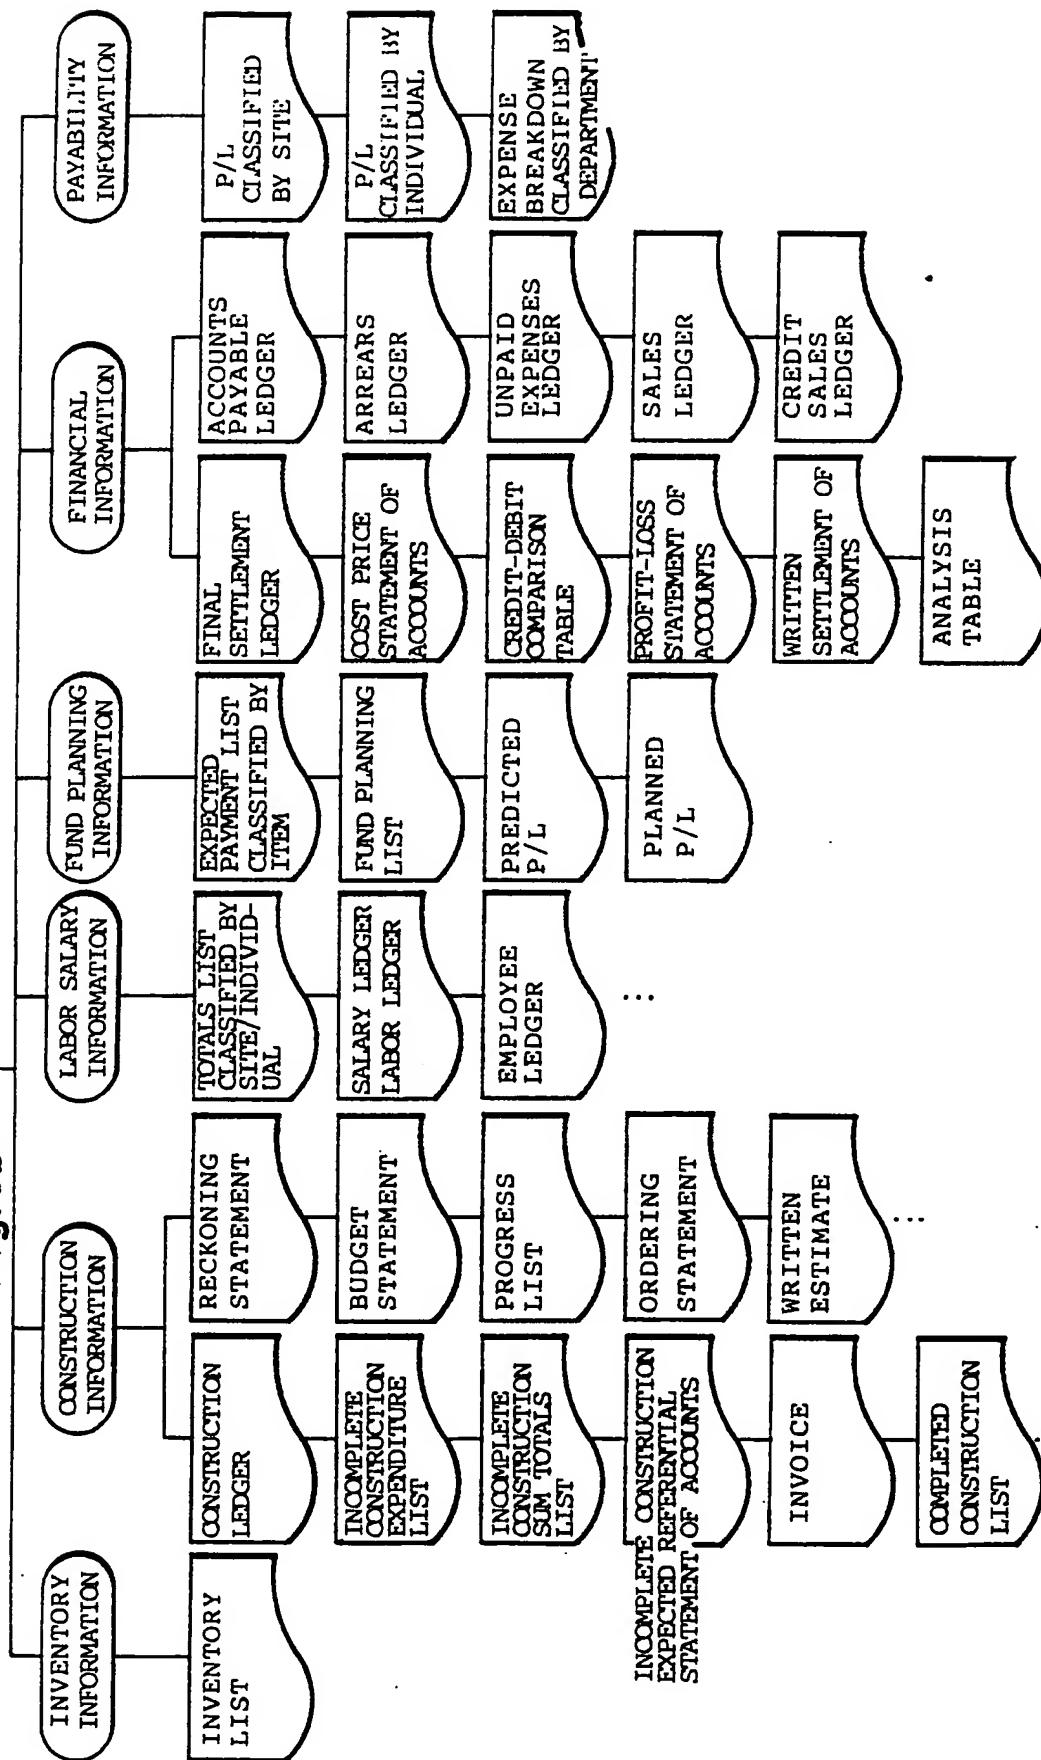 INVENTORY
INFORMATION
INVENTORY
LIST
CONSTRUCTION
INFORMATION
CONSTRUCTION
LEDGER
INCOMPLETE
CONSTRUCTION
EXPENDITURE
LIST
INCOMPLETE
CONSTRUCTION
SUM TOTALS
LIST
INCOMPLETE CONSTRUCTION
EXPECTED REFERENTIAL
STATEMENT OF ACCOUNTS
INVOICE
COMPLETED
CONSTRUCTION
LIST
RECKONING
STATEMENT
BUDGET
STATEMENT
PROGRESS
LIST
ORDERING
STATEMENT
WRITTEN
ESTIMATE
...
LABOR SALARY
INFORMATION
TOTALS LIST
CLASSIFIED BY
SITE/INDIVID-
UAL
SALARY LEDGER
LABOR LEDGER
EMPLOYEE
LEDGER
...
FUND PLANNING
INFORMATION
EXPECTED
PAYMENT LIST
CLASSIFIED BY
ITEM
FUND PLANNING
LIST
PREDICTED
P/L
PLANNED
P/L
FINANCIAL
INFORMATION
FINAL
SETTLEMENT
LEDGER
COST PRICE
STATEMENT OF
ACCOUNTS
CREDIT-DEBIT
COMPARISON
TABLE
PROFIT-LOSS
STATEMENT OF
ACCOUNTS
WRITTEN
SETTLEMENT OF
ACCOUNTS
ANALYSIS
TABLE
ACCOUNTS
PAYABLE
LEDGER
ARREARS
LEDGER
UNPAID
EXPENSES
LEDGER
SALES
LEDGER
CREDIT
SALES
LEDGER
PAYABILITY
INFORMATION
P/L
CLASSIFIED
BY SITE
P/L
CLASSIFIED BY
INDIVIDUAL
EXPENSE
BREAKDOWN
CLASSIFIED BY
DEPARTMENT